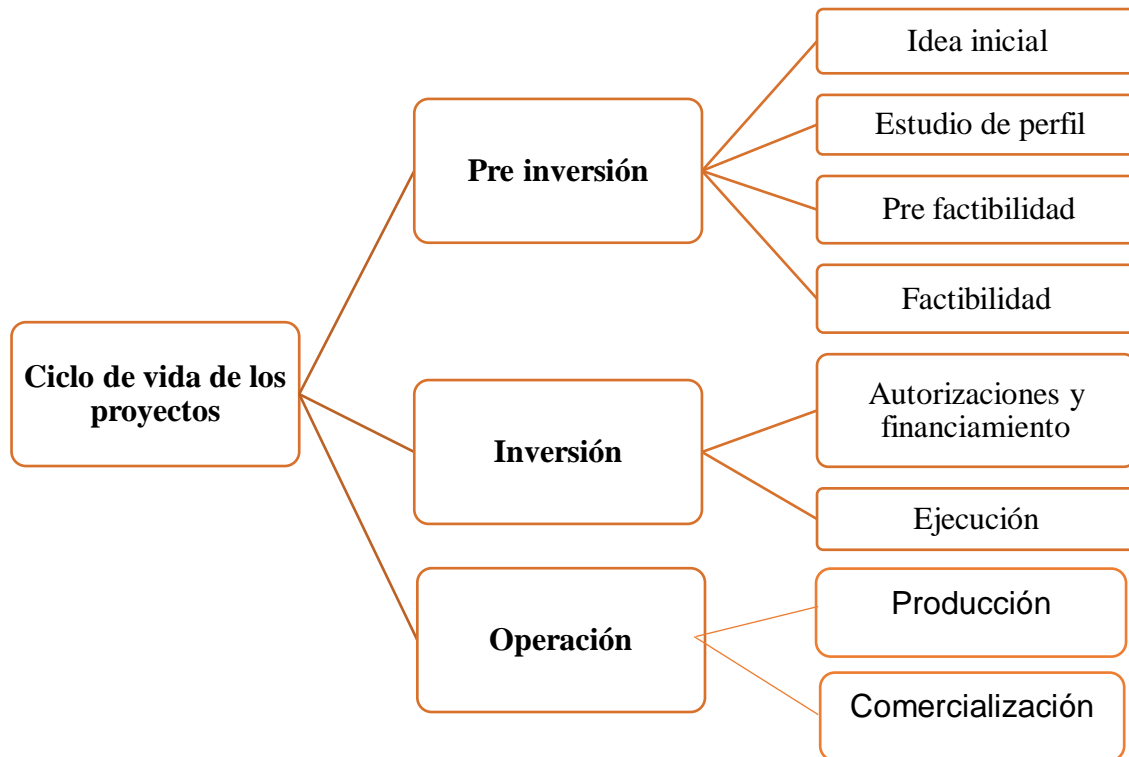 Ciclo de vida de los
proyectos
Pre inversión
Idea inicial
Estudio de perfil
Pre factibilidad
Factibilidad
Inversión
Autorizaciones y
financiamiento
Ejecución
Operación
Producción
Comercialización